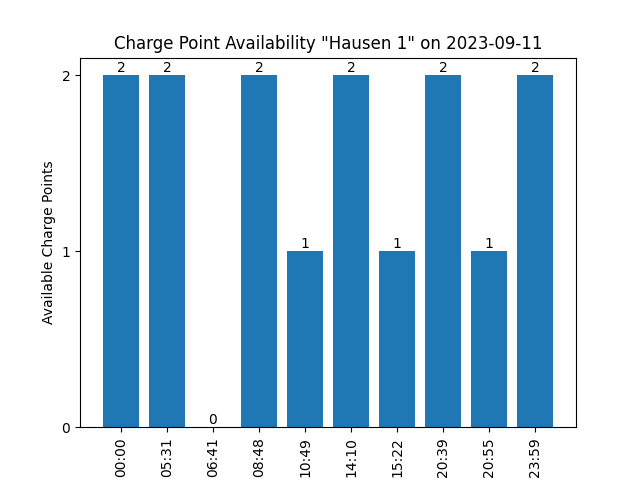 Charge Point Availability "Hausen 1" on 2023-09-11
2 2 0 2 1 2 1 2 1 2
Available Charge Points
2
1
0
00:00 05:31 06:41 08:48 10:49 14:10 15:22 20:39 20:55 23:59